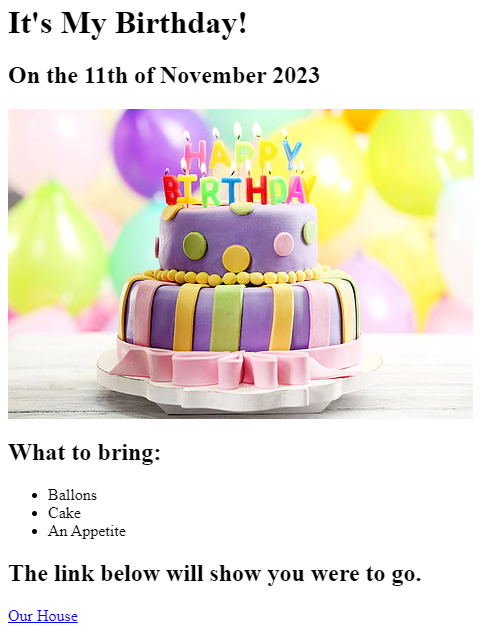 It's My Birthday!
On the 11th of November 2023
HAPPY
BIRTHDAY
What to bring:
Ballons
Cake
An Appetite
The link below will show you were to go.
Our House